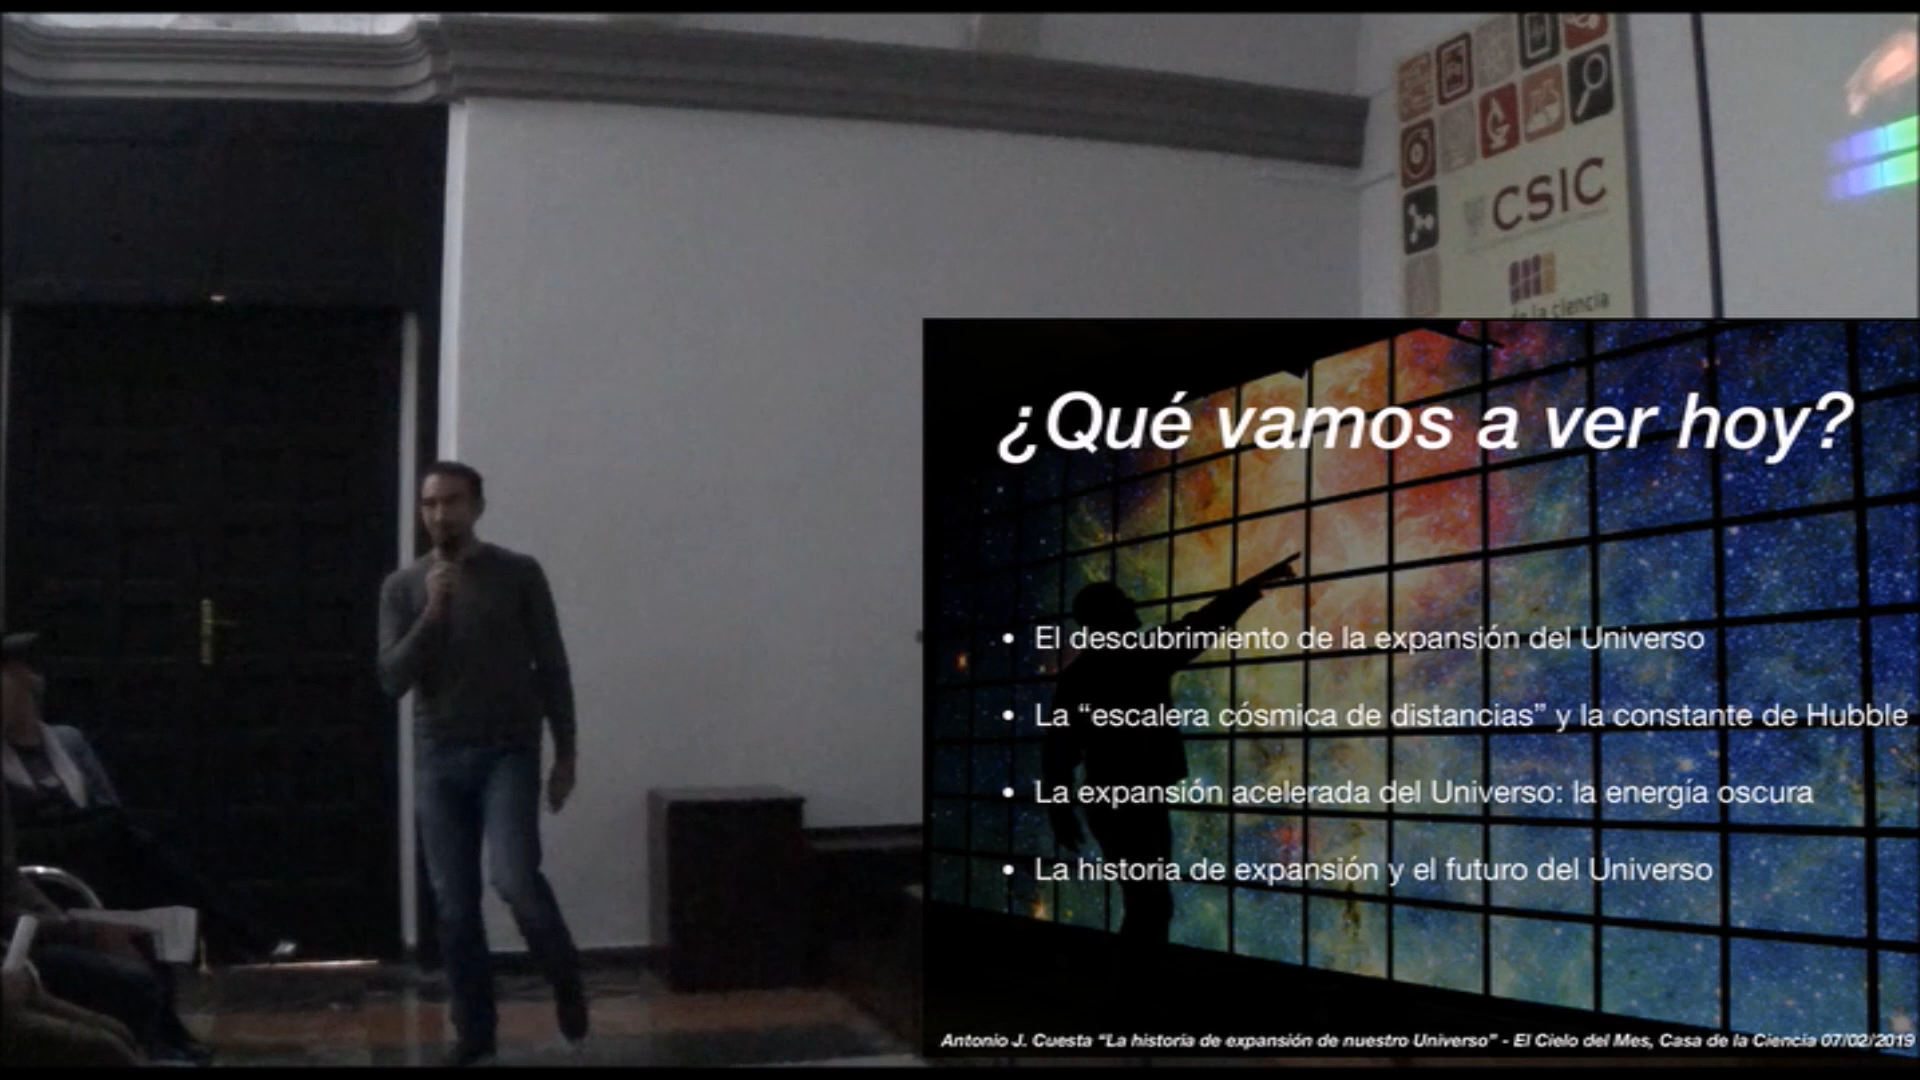 CSIC
de la ciencia
¿Qué vamos a ver hoy?
• El descubrimiento de la expansión del Universo
• La “escalera cósmica de distancias” y la constante de Hubble
• La expansión acelerada del Universo: la energía oscura
• La historia de expansión y el futuro del Universo
Antonio J. Cuesta “La historia de expansión de nuestro Universo” - El Cielo del Mes, Casa de la Ciencia 07/02/2019